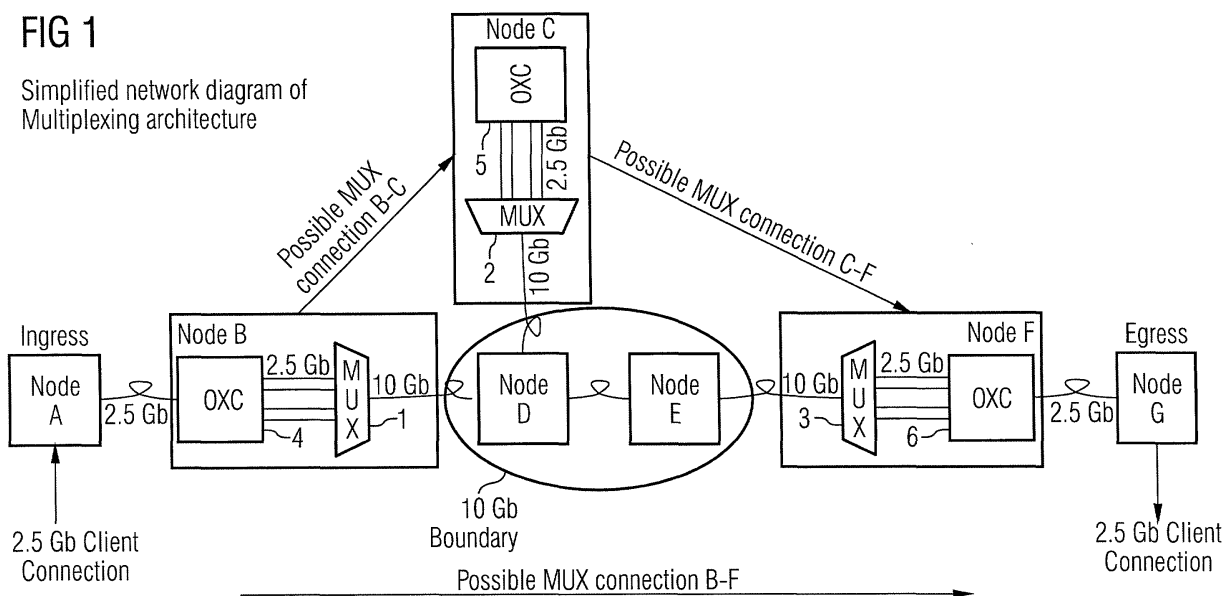 FIG 1
Simplified network diagram of
Multiplexing architecture
Node C
OXC
5
2.5 Gb
MUX
2
10 Gb
Possible MUX
connection B-C
Possible MUX connection C-F
Ingress
Node
A
2.5 Gb
2.5 Gb Client
Connection
Node B
OXC
2.5 Gb
4
MUX
1
10 Gb
Node
D
Node
E
10 Gb
Boundary
Node F
10 Gb
MUX
3
2.5 Gb
OXC
6
2.5 Gb
Egress
Node
G
2.5 Gb Client
Connection
Possible MUX connection B-F